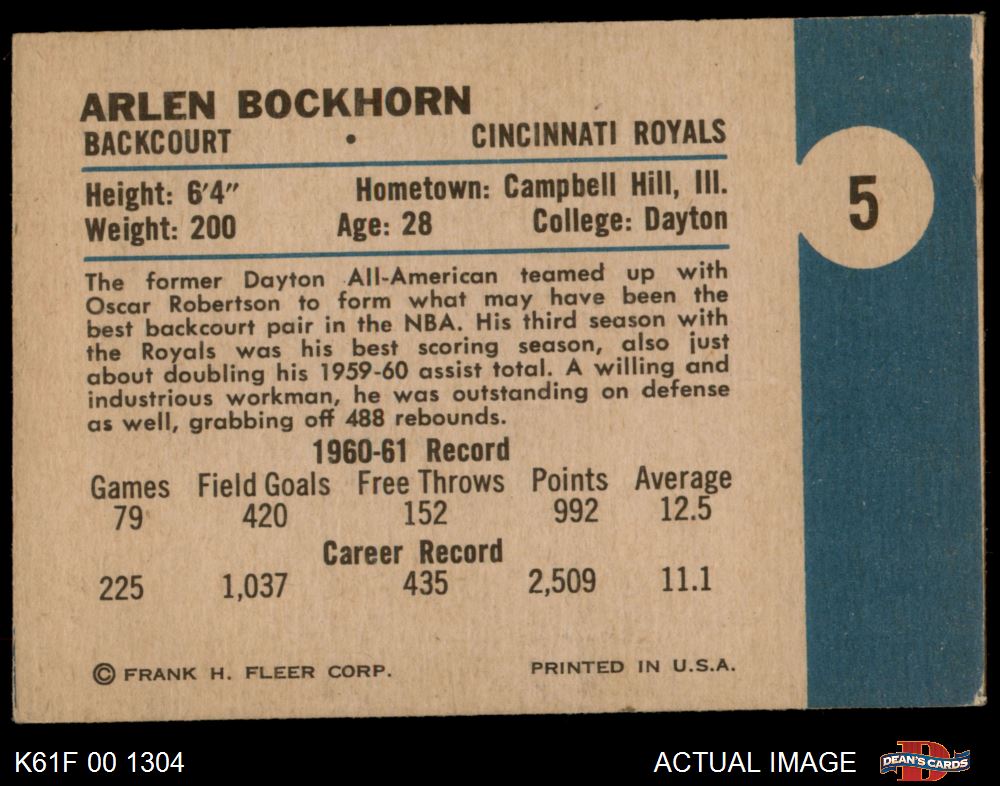 ARLEN BOCKHORN
BACKCOURT • CINCINNATI ROYALS
Height: 6'4" Hometown: Campbell Hill, Ill.
Weight: 200 Age: 28 College: Dayton
5
The former Dayton All-American teamed up with
Oscar Robertson to form what may have been the
best backcourt pair in the NBA. His third season with
the Royals was his best scoring season, also just
about doubling his 1959-60 assist total. A willing and
industrious workman, he was outstanding on defense
as well, grabbing off 488 rebounds.
1960-61 Record
Games Field Goals Free Throws Points Average
79 420 152 992 12.5
Career Record
225 1,037 435 2,509 11.1
© FRANK H. FLEER CORP. PRINTED IN U.S.A.
K61F 00 1304 ACTUAL IMAGE D DEAN'S CARDS